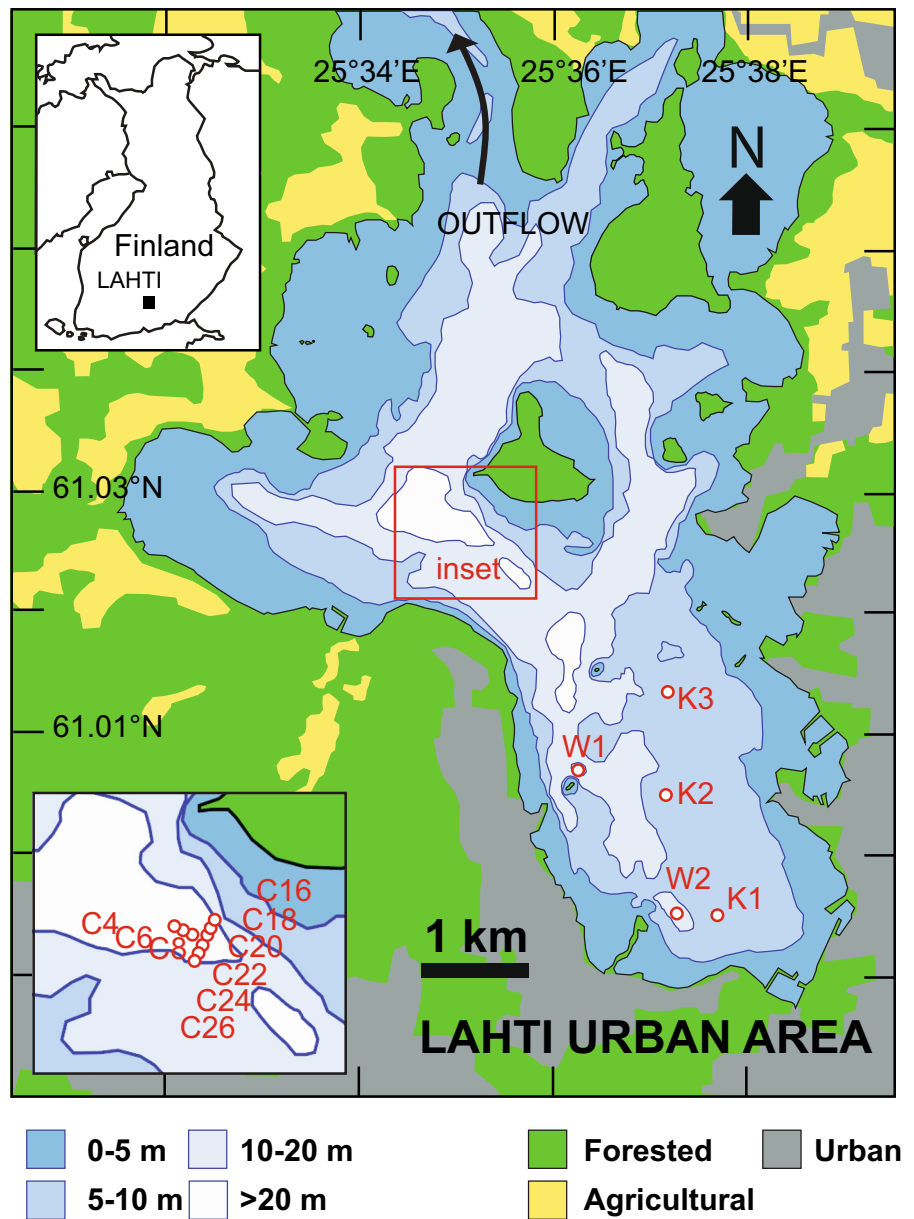 25°34'E 25°36'E 25°38'E
N
OUTFLOW
Finland
LAHTI
61.03°N
inset
61.01°N
K3
W1
K2
W2
K1
1 km
C16
C4
C18
C6
C8
C20
C22
C24
C26
LAHTI URBAN AREA
0-5 m
10-20 m
Forested
Urban
5-10 m
>20 m
Agricultural